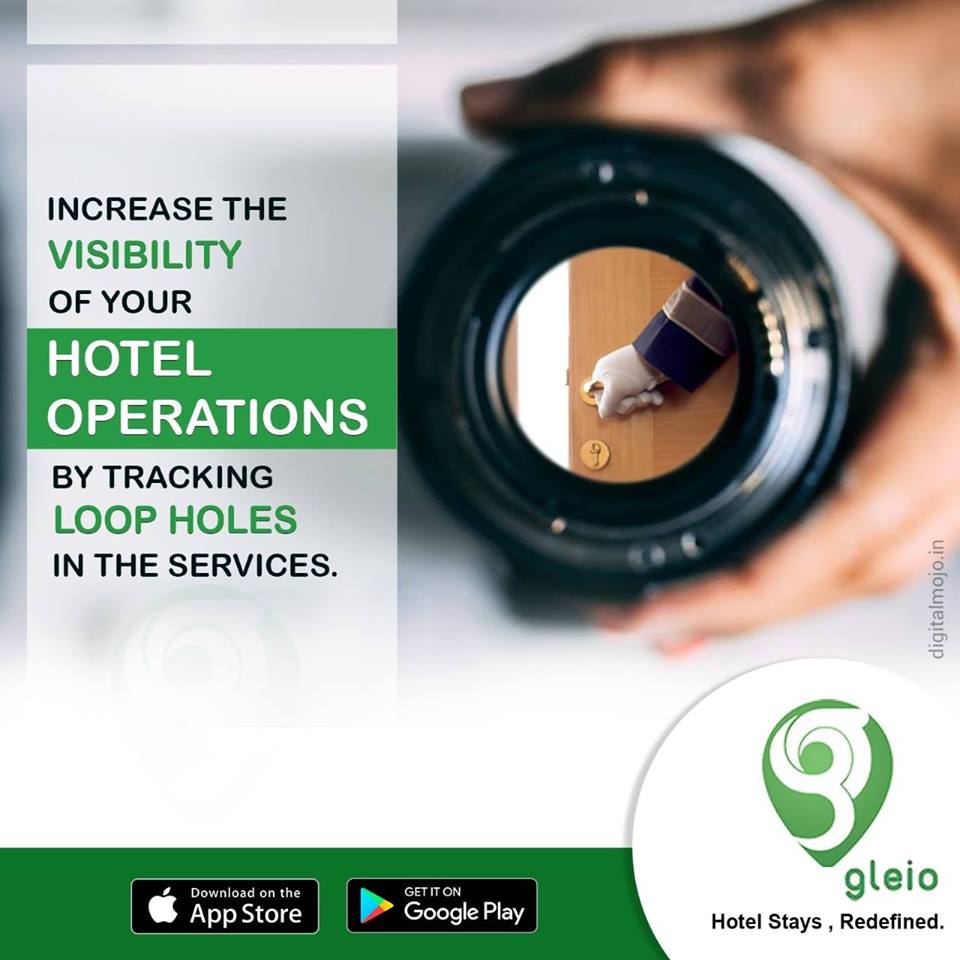 INCREASE THE
VISIBILITY
OF YOUR
HOTEL
OPERATIONS
BY TRACKING
LOOP HOLES
IN THE SERVICES.
digitalmojo.in
gleio
Hotel Stays , Redefined.
Download on the
App Store
GET IT ON
Google Play